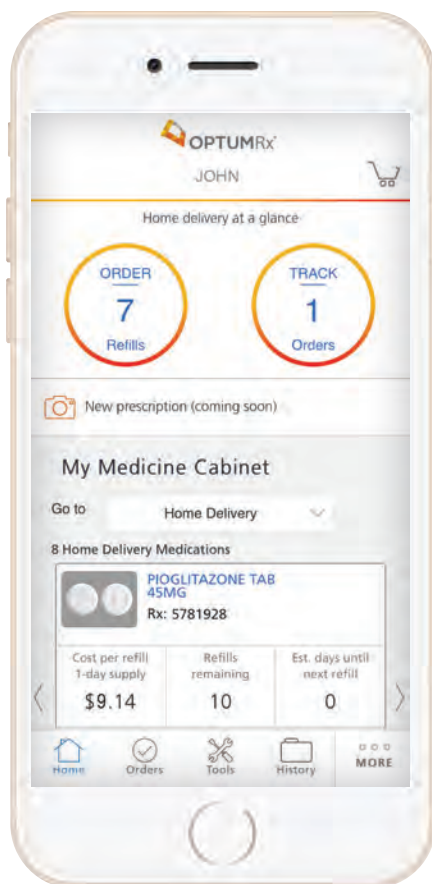 OPTUMRx®
JOHN
Home delivery at a glance
ORDER
7
Refills
TRACK
1
Orders
New prescription (coming soon)
My Medicine Cabinet
Go to
Home Delivery
8 Home Delivery Medications
PIOGLITAZONE TAB
45MG
Rx: 5781928
Cost per refill
1-day supply
$9.14
Refills
remaining
10
Est. days until
next refill
0
Home
Orders
Tools
History
MORE